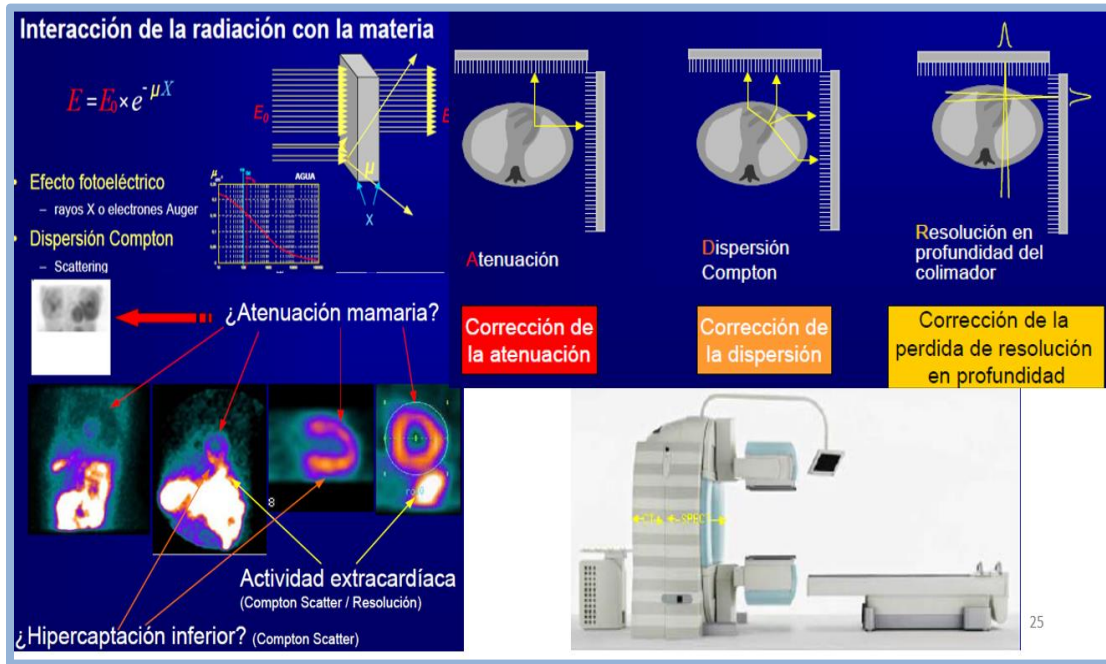 Interacción de la radiación con la materia
E = E₀ × e^-μX
E₀
E
μ
X
• Efecto fotoeléctrico
– rayos X o electrones Auger
• Dispersión Compton
– Scattering
μ
AGUA
Atenuación
Dispersión
Compton
Resolución en
profundidad del
colimador
Corrección de
la atenuación
Corrección de
la dispersión
Corrección de la
perdida de resolución
en profundidad
¿Atenuación mamaria?
8
Actividad extracardíaca
(Compton Scatter / Resolución)
¿Hipercaptación inferior? (Compton Scatter)
CT
SPECT
25